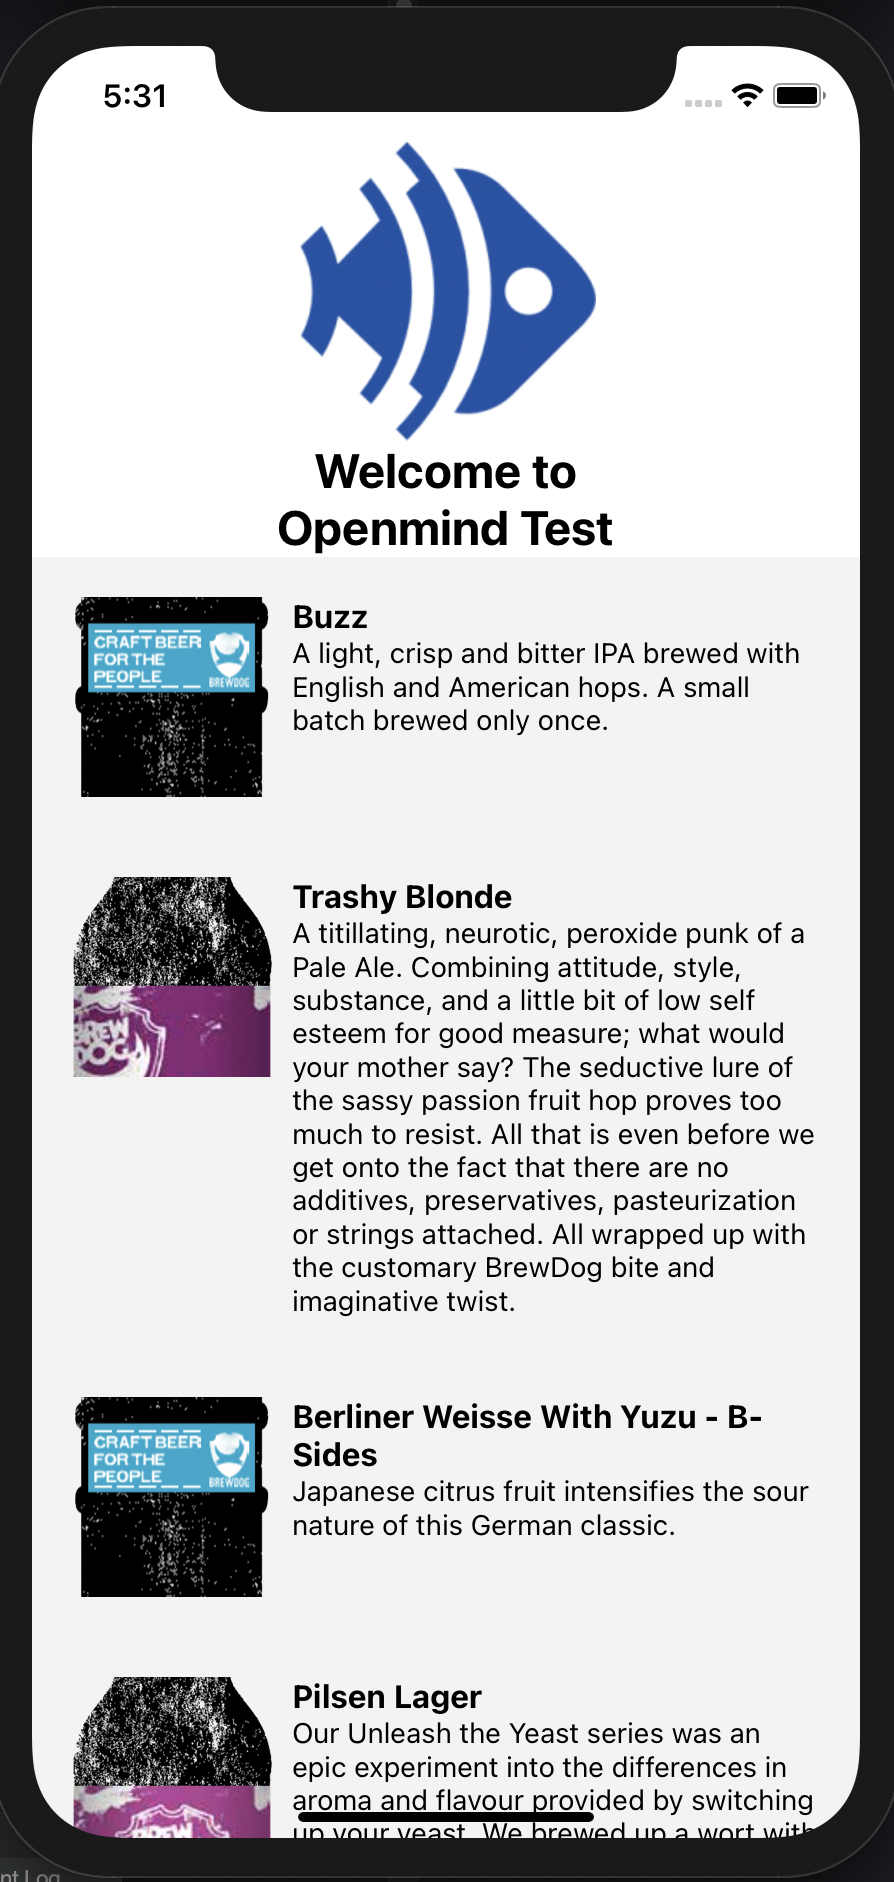 5:31
Welcome to
Openmind Test
CRAFT BEER
FOR THE
PEOPLE
BREWDOG
Buzz
A light, crisp and bitter IPA brewed with
English and American hops. A small
batch brewed only once.
BREW
DOG
Trashy Blonde
A titillating, neurotic, peroxide punk of a
Pale Ale. Combining attitude, style,
substance, and a little bit of low self
esteem for good measure; what would
your mother say? The seductive lure of
the sassy passion fruit hop proves too
much to resist. All that is even before we
get onto the fact that there are no
additives, preservatives, pasteurization
or strings attached. All wrapped up with
the customary BrewDog bite and
imaginative twist.
CRAFT BEER
FOR THE
PEOPLE
BREWDOG
Berliner Weisse With Yuzu - B-
Sides
Japanese citrus fruit intensifies the sour
nature of this German classic.
BREW
Pilsen Lager
Our Unleash the Yeast series was an
epic experiment into the differences in
aroma and flavour provided by switching
up your yeast. We brewed up a wort with
nt Log